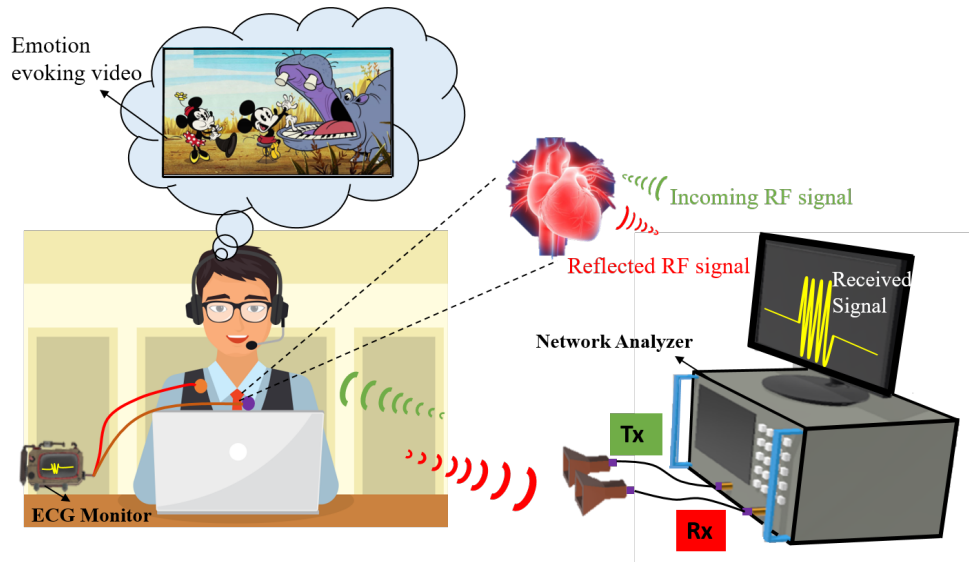 Emotion
evoking video
Incoming RF signal
Reflected RF signal
Received
Signal
Network Analyzer
Tx
Rx
ECG Monitor